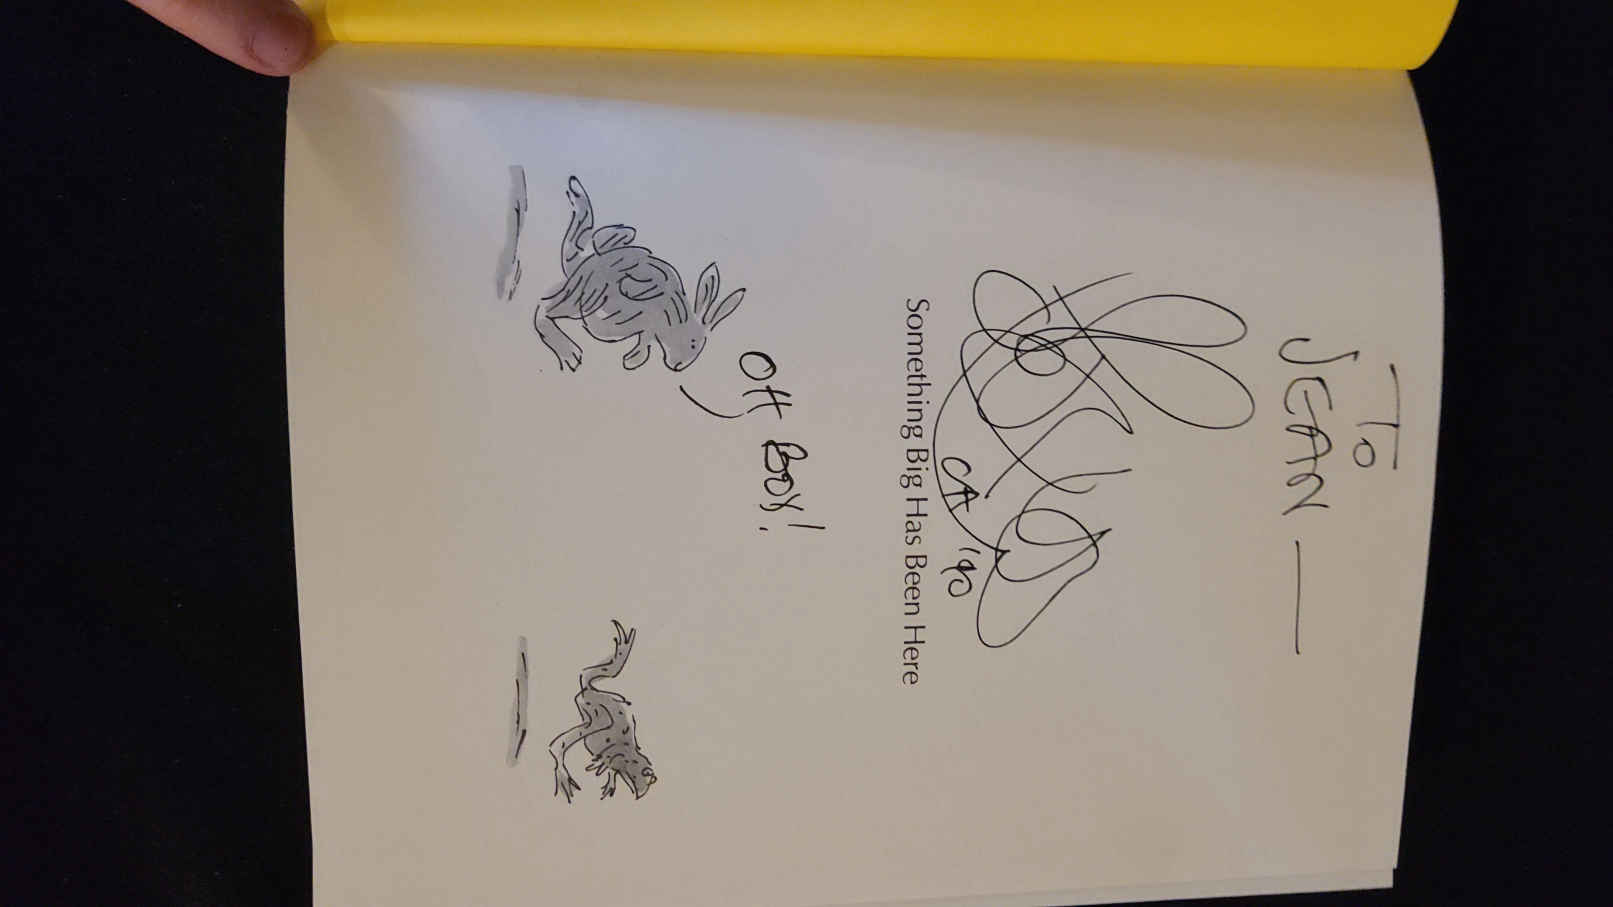 To
JEAN —
CA '90
Something Big Has Been Here
OH BOY!